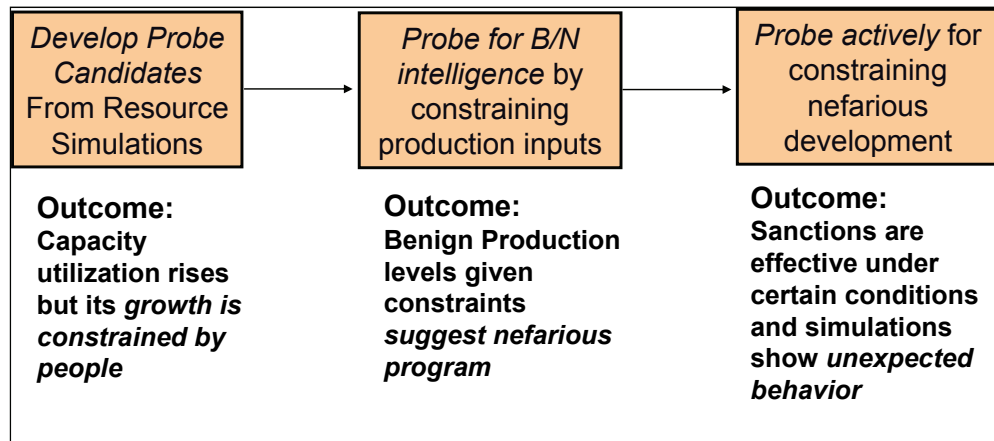 Develop Probe
Candidates
From Resource
Simulations
Probe for B/N
intelligence by
constraining
production inputs
Probe actively for
constraining
nefarious
development
Outcome:
Capacity
utilization rises
but its growth is
constrained by
people
Outcome:
Benign Production
levels given
constraints
suggest nefarious
program
Outcome:
Sanctions are
effective under
certain conditions
and simulations
show unexpected
behavior